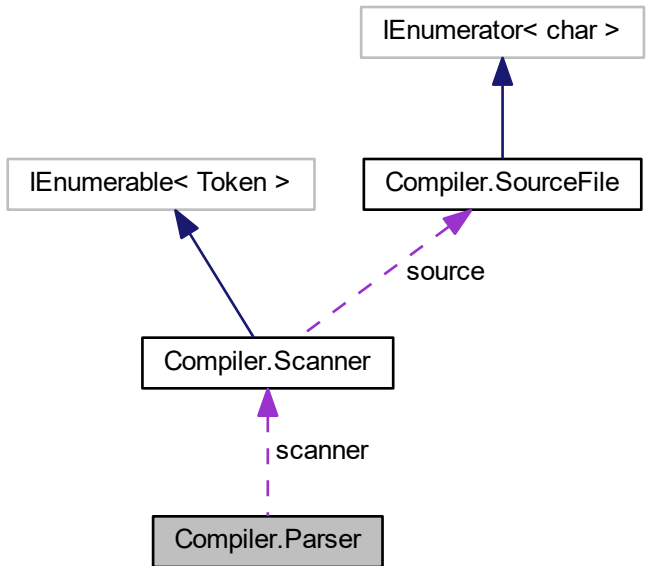 IEnumerator< char >
IEnumerable< Token >
Compiler.SourceFile
source
Compiler.Scanner
scanner
Compiler.Parser